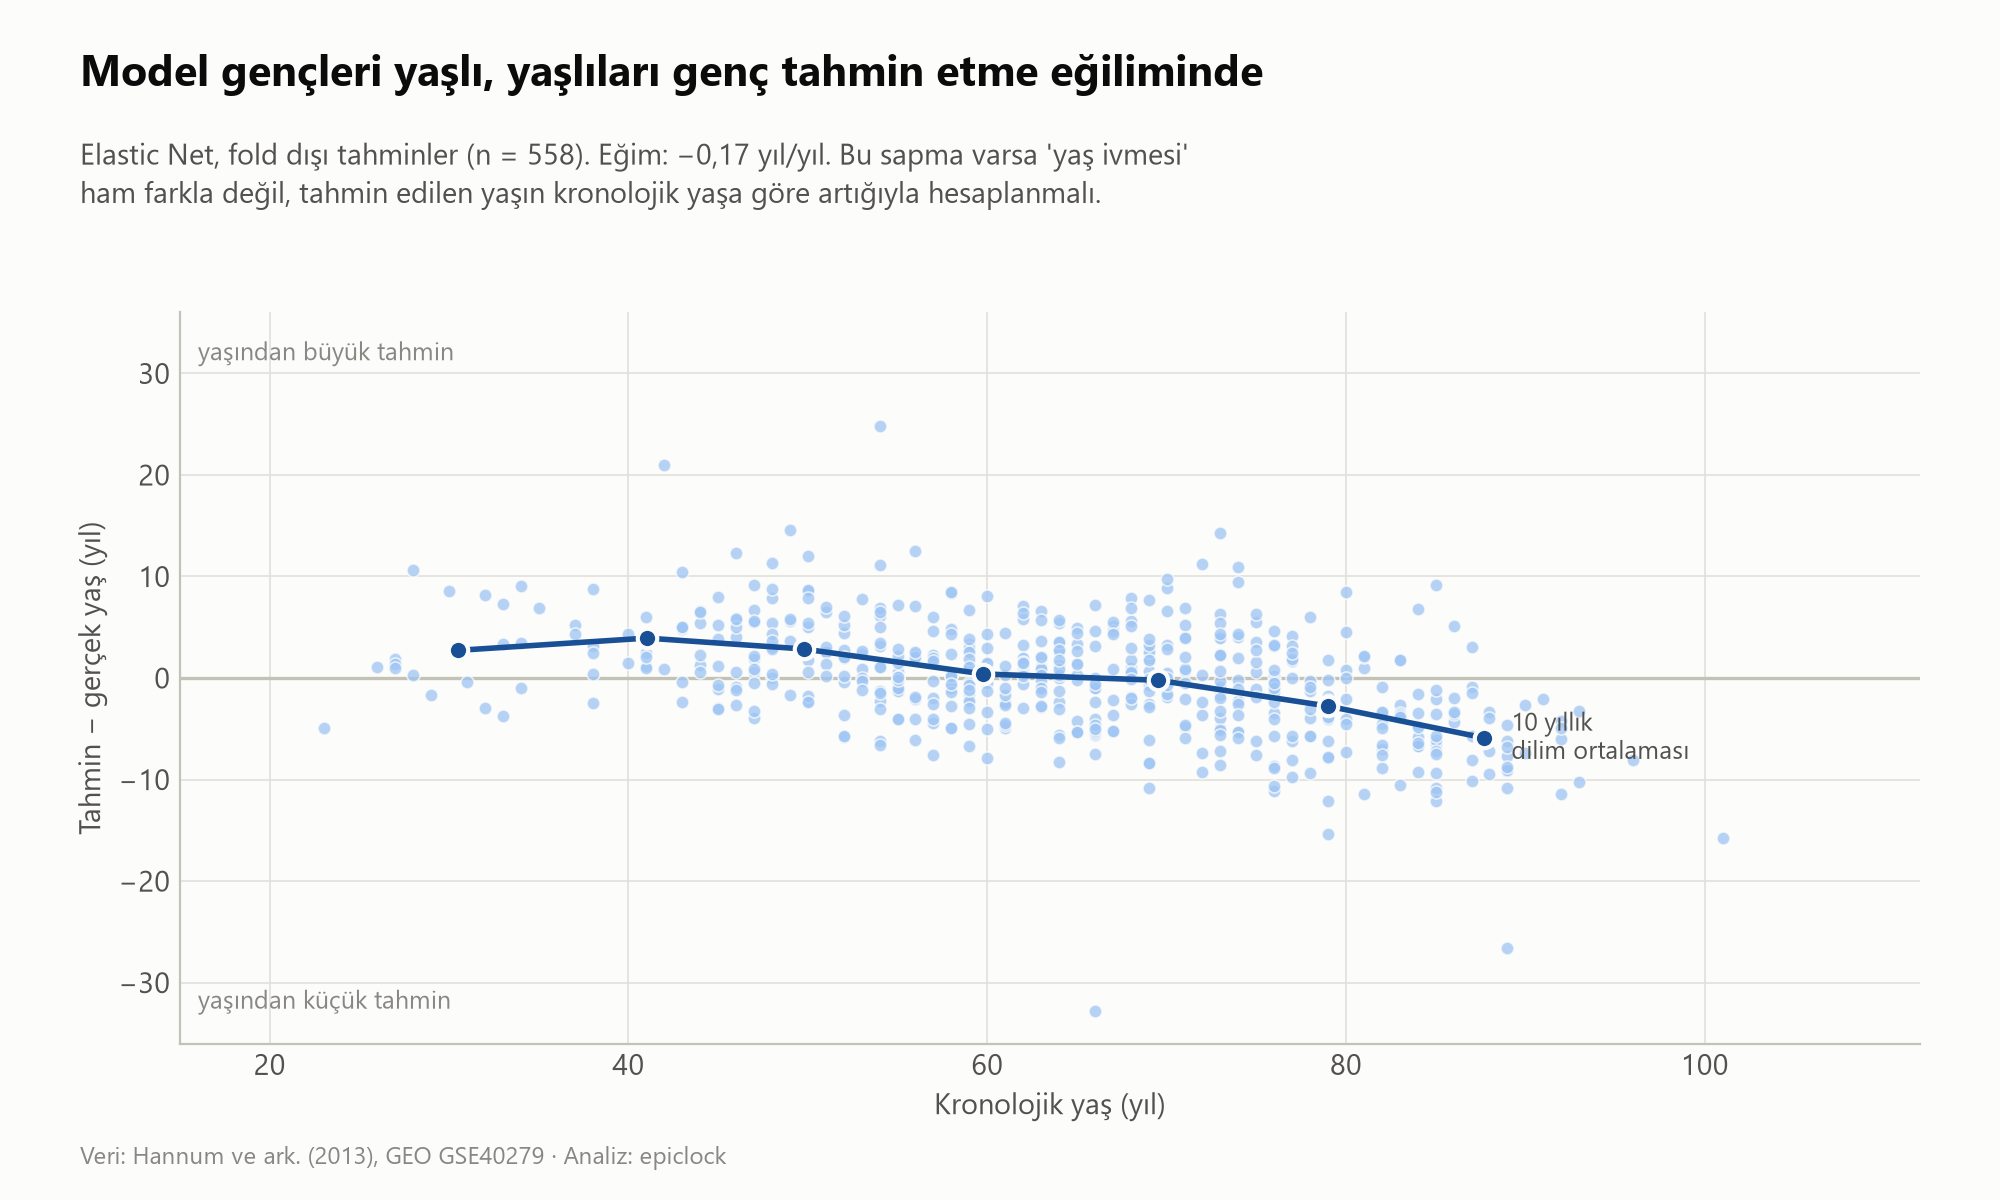 Model gençleri yaşlı, yaşlıları genç tahmin etme eğiliminde
Elastic Net, fold dışı tahminler (n = 558). Eğim: −0,17 yıl/yıl. Bu sapma varsa 'yaş ivmesi'
ham farkla değil, tahmin edilen yaşın kronolojik yaşa göre artığıyla hesaplanmalı.
yaşından büyük tahmin
30
20
10
0
−10
−20
−30
Tahmin − gerçek yaş (yıl)
10 yıllık
dilim ortalaması
yaşından küçük tahmin
20
40
60
80
100
Kronolojik yaş (yıl)
Veri: Hannum ve ark. (2013), GEO GSE40279 · Analiz: epiclock